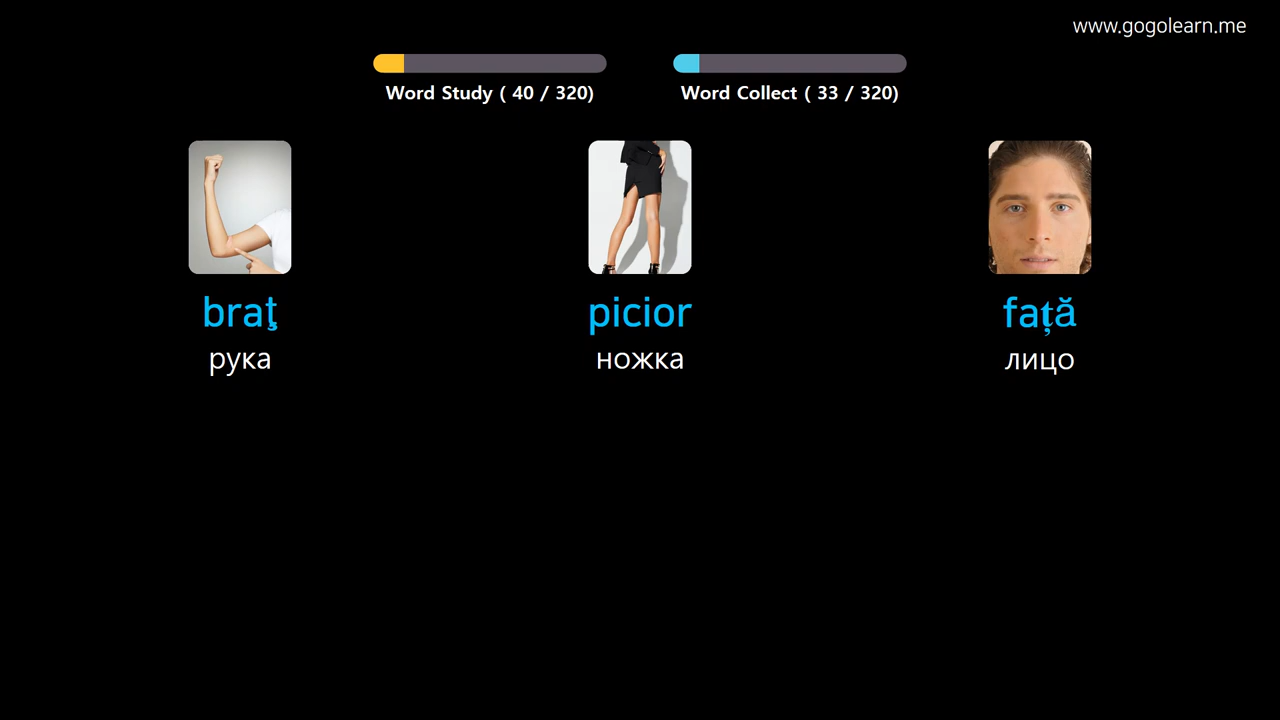 www.gogolearn.me
Word Study ( 40 / 320)
Word Collect ( 33 / 320)
braţ
picior
față
рука
ножка
лицо